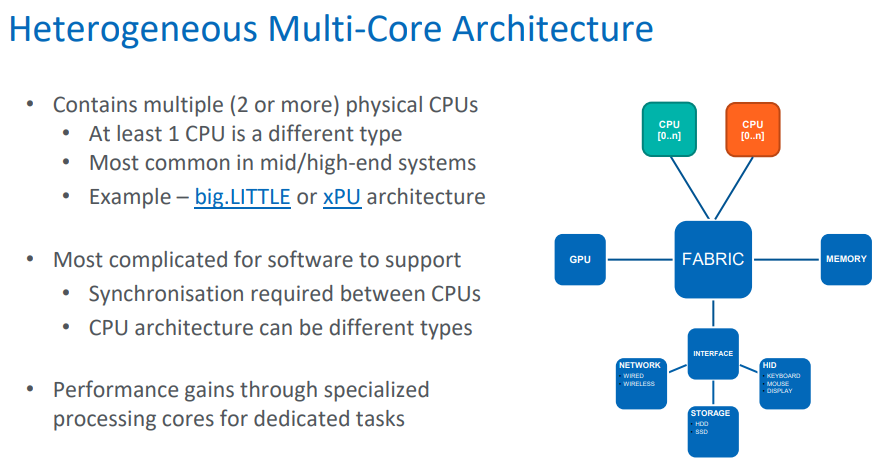 Heterogeneous Multi-Core Architecture
• Contains multiple (2 or more) physical CPUs
• At least 1 CPU is a different type
• Most common in mid/high-end systems
• Example – big.LITTLE or xPU architecture
• Most complicated for software to support
• Synchronisation required between CPUs
• CPU architecture can be different types
• Performance gains through specialized
processing cores for dedicated tasks
CPU
[0..n]
CPU
[0..n]
GPU
FABRIC
MEMORY
INTERFACE
NETWORK
• WIRED
• WIRELESS
STORAGE
• HDD
• SSD
HID
• KEYBOARD
• MOUSE
• DISPLAY